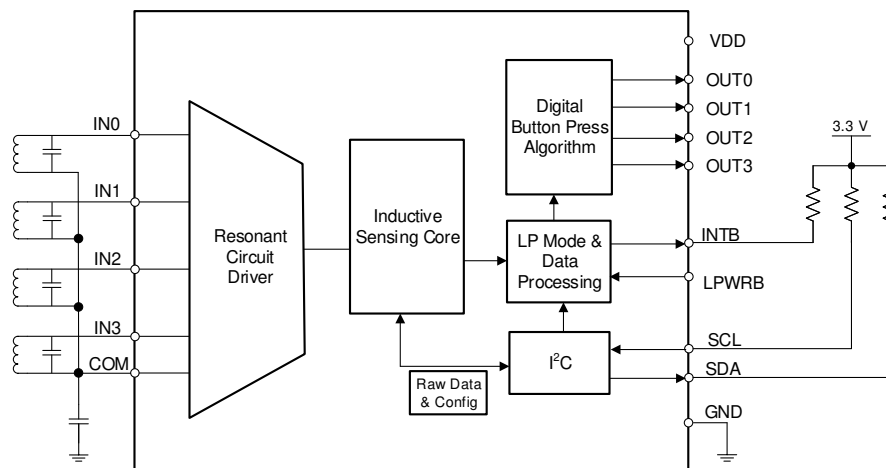 VDD
OUT0
Digital
Button Press
Algorithm
OUT1
OUT2
OUT3
3.3 V
IN0
IN1
IN2
IN3
COM
Resonant
Circuit
Driver
Inductive
Sensing Core
LP Mode &
Data
Processing
INTB
LPWRB
I²C
SCL
SDA
Raw Data
& Config
GND